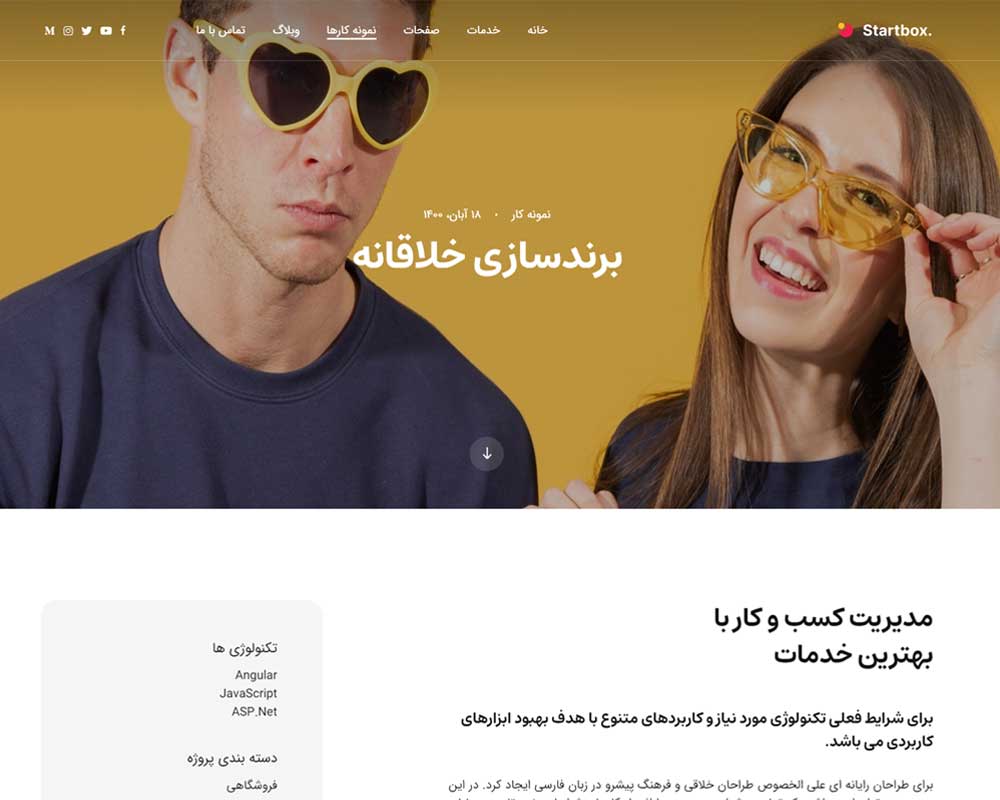 Startbox.
خانه خدمات صفحات نمونه کارها وبلاگ تماس با ما
نمونه کار • ۱۸ آبان، ۱۴۰۰
برندسازی خلاقانه
مدیریت کسب و کار با
بهترین خدمات
برای شرایط فعلی تکنولوژی مورد نیاز و کاربردهای متنوع با هدف بهبود ابزارهای
کاربردی می باشد.
برای طراحان رایانه ای علی الخصوص طراحان خلاقی و فرهنگ پیشرو در زبان فارسی ایجاد کرد. در این
تکنولوژی ها
Angular
JavaScript
ASP.Net
دسته بندی پروژه
فروشگاهی